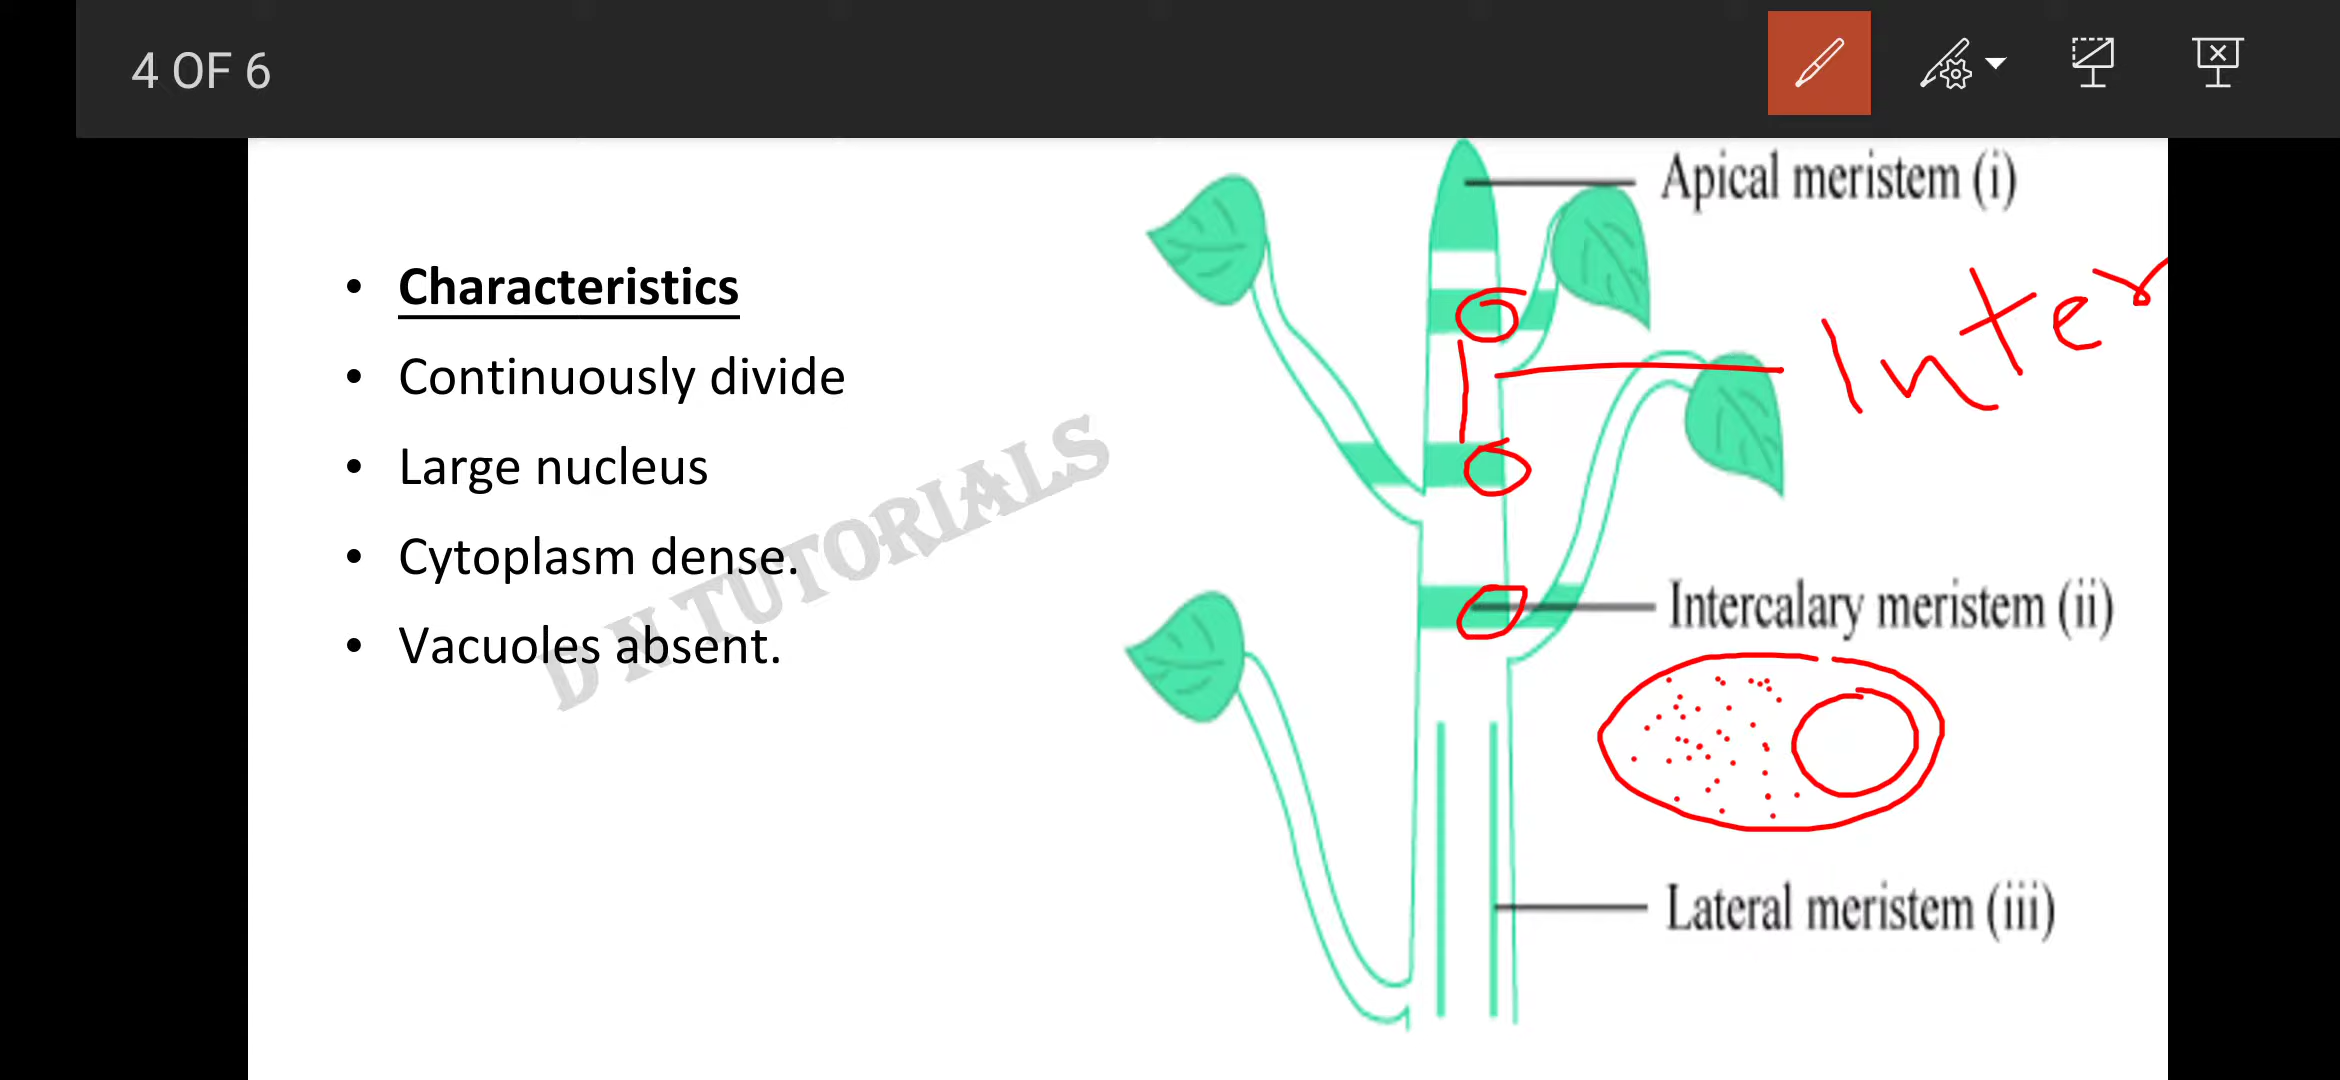 4 OF 6
Apical meristem (i)
• Characteristics
Inter
• Continuously divide
• Large nucleus
• Cytoplasm dense.
Intercalary meristem (ii)
• Vacuoles absent.
D N TUTORIALS
Lateral meristem (iii)